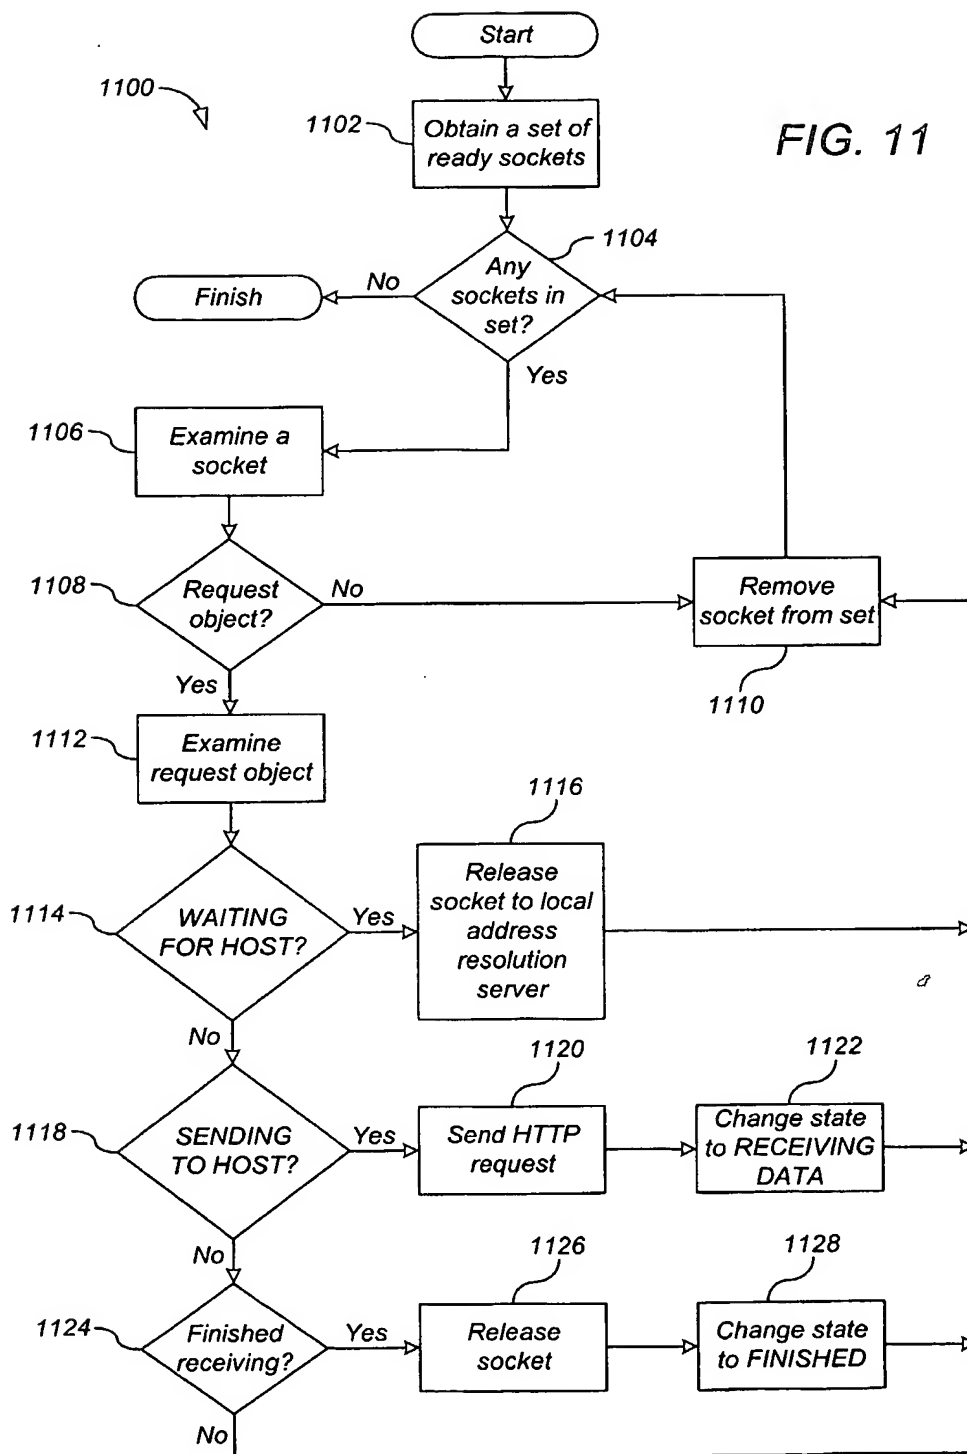 Start
1100
1102
Obtain a set of
ready sockets
FIG. 11
1104
Any
sockets in
set?
No
Finish
Yes
1106
Examine a
socket
1108
Request
object?
No
Remove
socket from set
1110
Yes
1112
Examine
request object
1116
1114
WAITING
FOR HOST?
Yes
Release
socket to local
address
resolution
server
No
1120
1122
1118
SENDING
TO HOST?
Yes
Send HTTP
request
Change state
to RECEIVING
DATA
No
1126
1128
1124
Finished
receiving?
Yes
Release
socket
Change state
to FINISHED
No